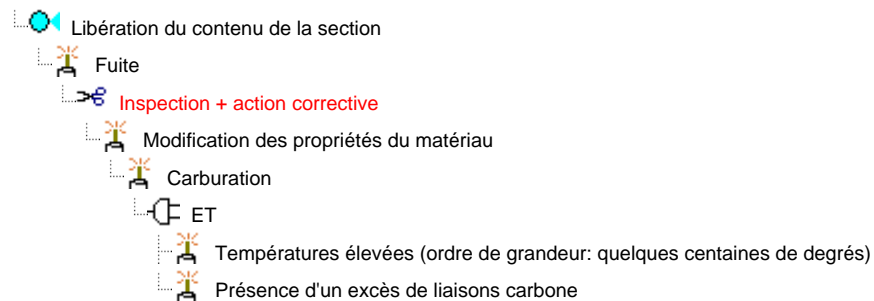 Libération du contenu de la section
Fuite
Inspection + action corrective
Modification des propriétés du matériau
Carburation
ET
Températures élevées (ordre de grandeur: quelques centaines de degrés)
Présence d'un excès de liaisons carbone